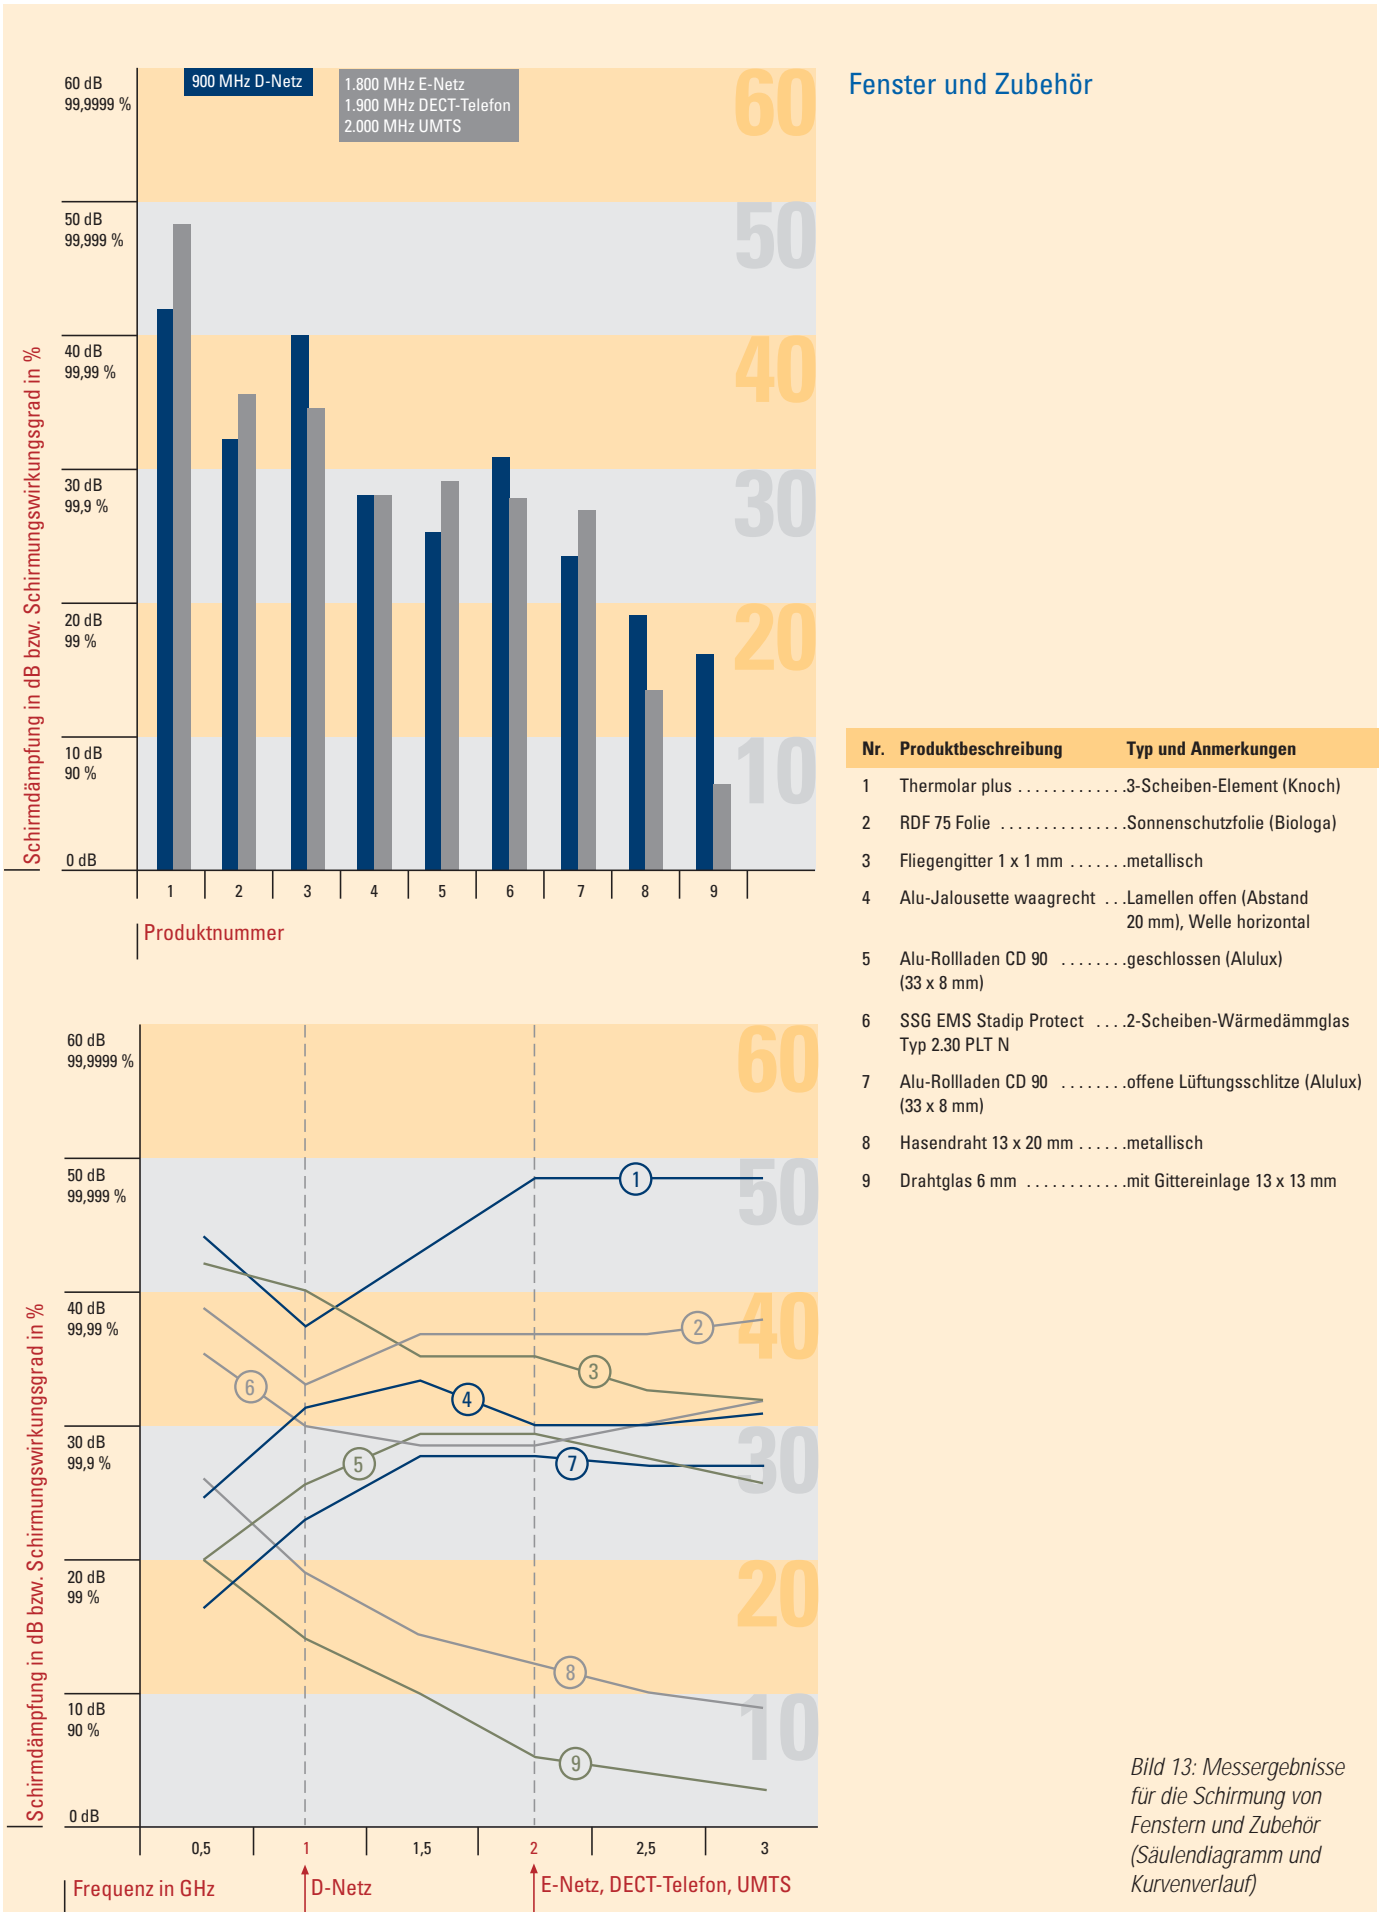 Fenster und Zubehör
900 MHz D-Netz
1.800 MHz E-Netz
1.900 MHz DECT-Telefon
2.000 MHz UMTS
60 dB
99,9999 %
60
50 dB
99,999 %
50
40 dB
99,99 %
40
30 dB
99,9 %
30
20 dB
99 %
20
10 dB
90 %
10
0 dB
Schirmdämpfung in dB bzw. Schirmungswirkungsgrad in %
1 2 3 4 5 6 7 8 9
Produktnummer
Nr. Produktbeschreibung Typ und Anmerkungen
1 Thermolar plus . . . . . . . . . . . . .3-Scheiben-Element (Knoch)
2 RDF 75 Folie . . . . . . . . . . . . . . .Sonnenschutzfolie (Biologa)
3 Fliegengitter 1 x 1 mm . . . . . . .metallisch
4 Alu-Jalousette waagrecht . . .Lamellen offen (Abstand
20 mm), Welle horizontal
5 Alu-Rollladen CD 90 . . . . . . . .geschlossen (Alulux)
(33 x 8 mm)
6 SSG EMS Stadip Protect . . . .2-Scheiben-Wärmedämmglas
Typ 2.30 PLT N
7 Alu-Rollladen CD 90 . . . . . . . .offene Lüftungsschlitze (Alulux)
(33 x 8 mm)
8 Hasendraht 13 x 20 mm . . . . . .metallisch
9 Drahtglas 6 mm . . . . . . . . . . . .mit Gittereinlage 13 x 13 mm
60 dB
99,9999 %
60
50 dB
99,999 %
50
40 dB
99,99 %
40
30 dB
99,9 %
30
20 dB
99 %
20
10 dB
90 %
10
0 dB
Schirmdämpfung in dB bzw. Schirmungswirkungsgrad in %
1
2
3
6
4
5
7
8
9
0,5 1 1,5 2 2,5 3
Frequenz in GHz
D-Netz
E-Netz, DECT-Telefon, UMTS
Bild 13: Messergebnisse
für die Schirmung von
Fenstern und Zubehör
(Säulendiagramm und
Kurvenverlauf)